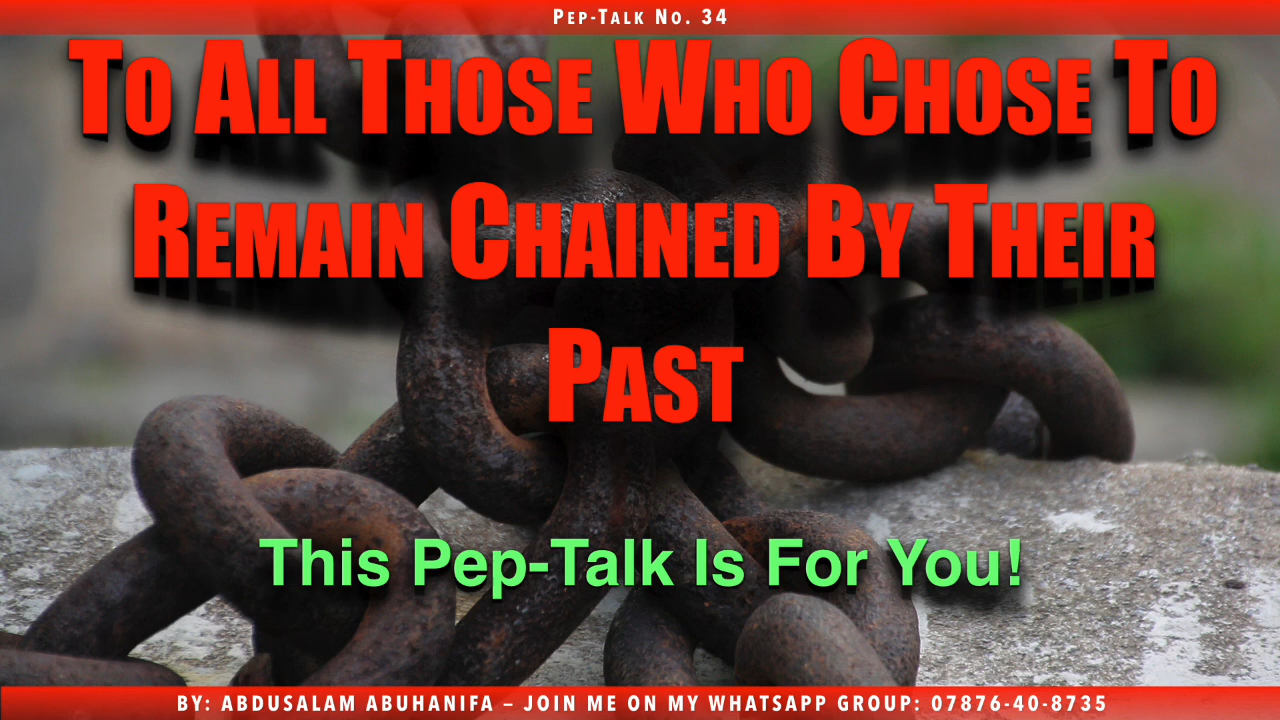 Pep-Talk No. 34
To All Those Who Chose To
Remain Chained By Their
Past
This Pep-Talk Is For You!
BY: ABDUSALAM ABUHANIFA – JOIN ME ON MY WHATSAPP GROUP: 07876-40-8735